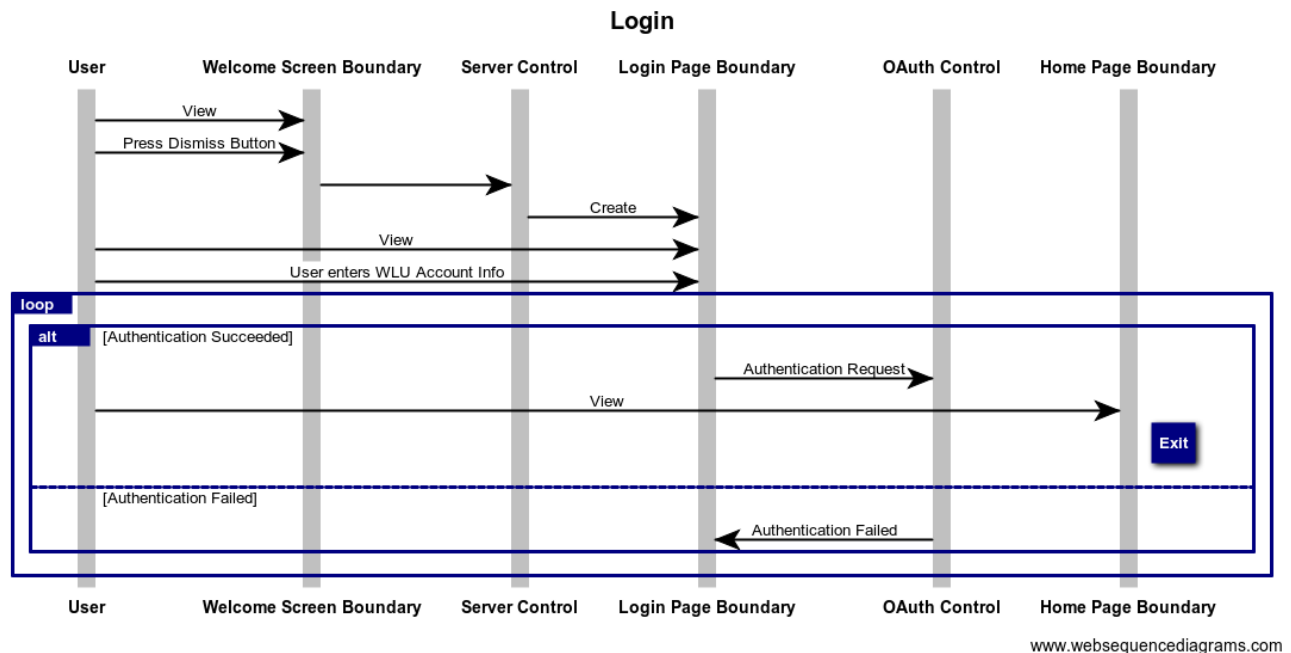 Login
User Welcome Screen Boundary Server Control Login Page Boundary OAuth Control Home Page Boundary
View
Press Dismiss Button
Create
View
User enters WLU Account Info
loop
alt [Authentication Succeeded]
Authentication Request
View
Exit
[Authentication Failed]
Authentication Failed
User Welcome Screen Boundary Server Control Login Page Boundary OAuth Control Home Page Boundary
www.websequencediagrams.com